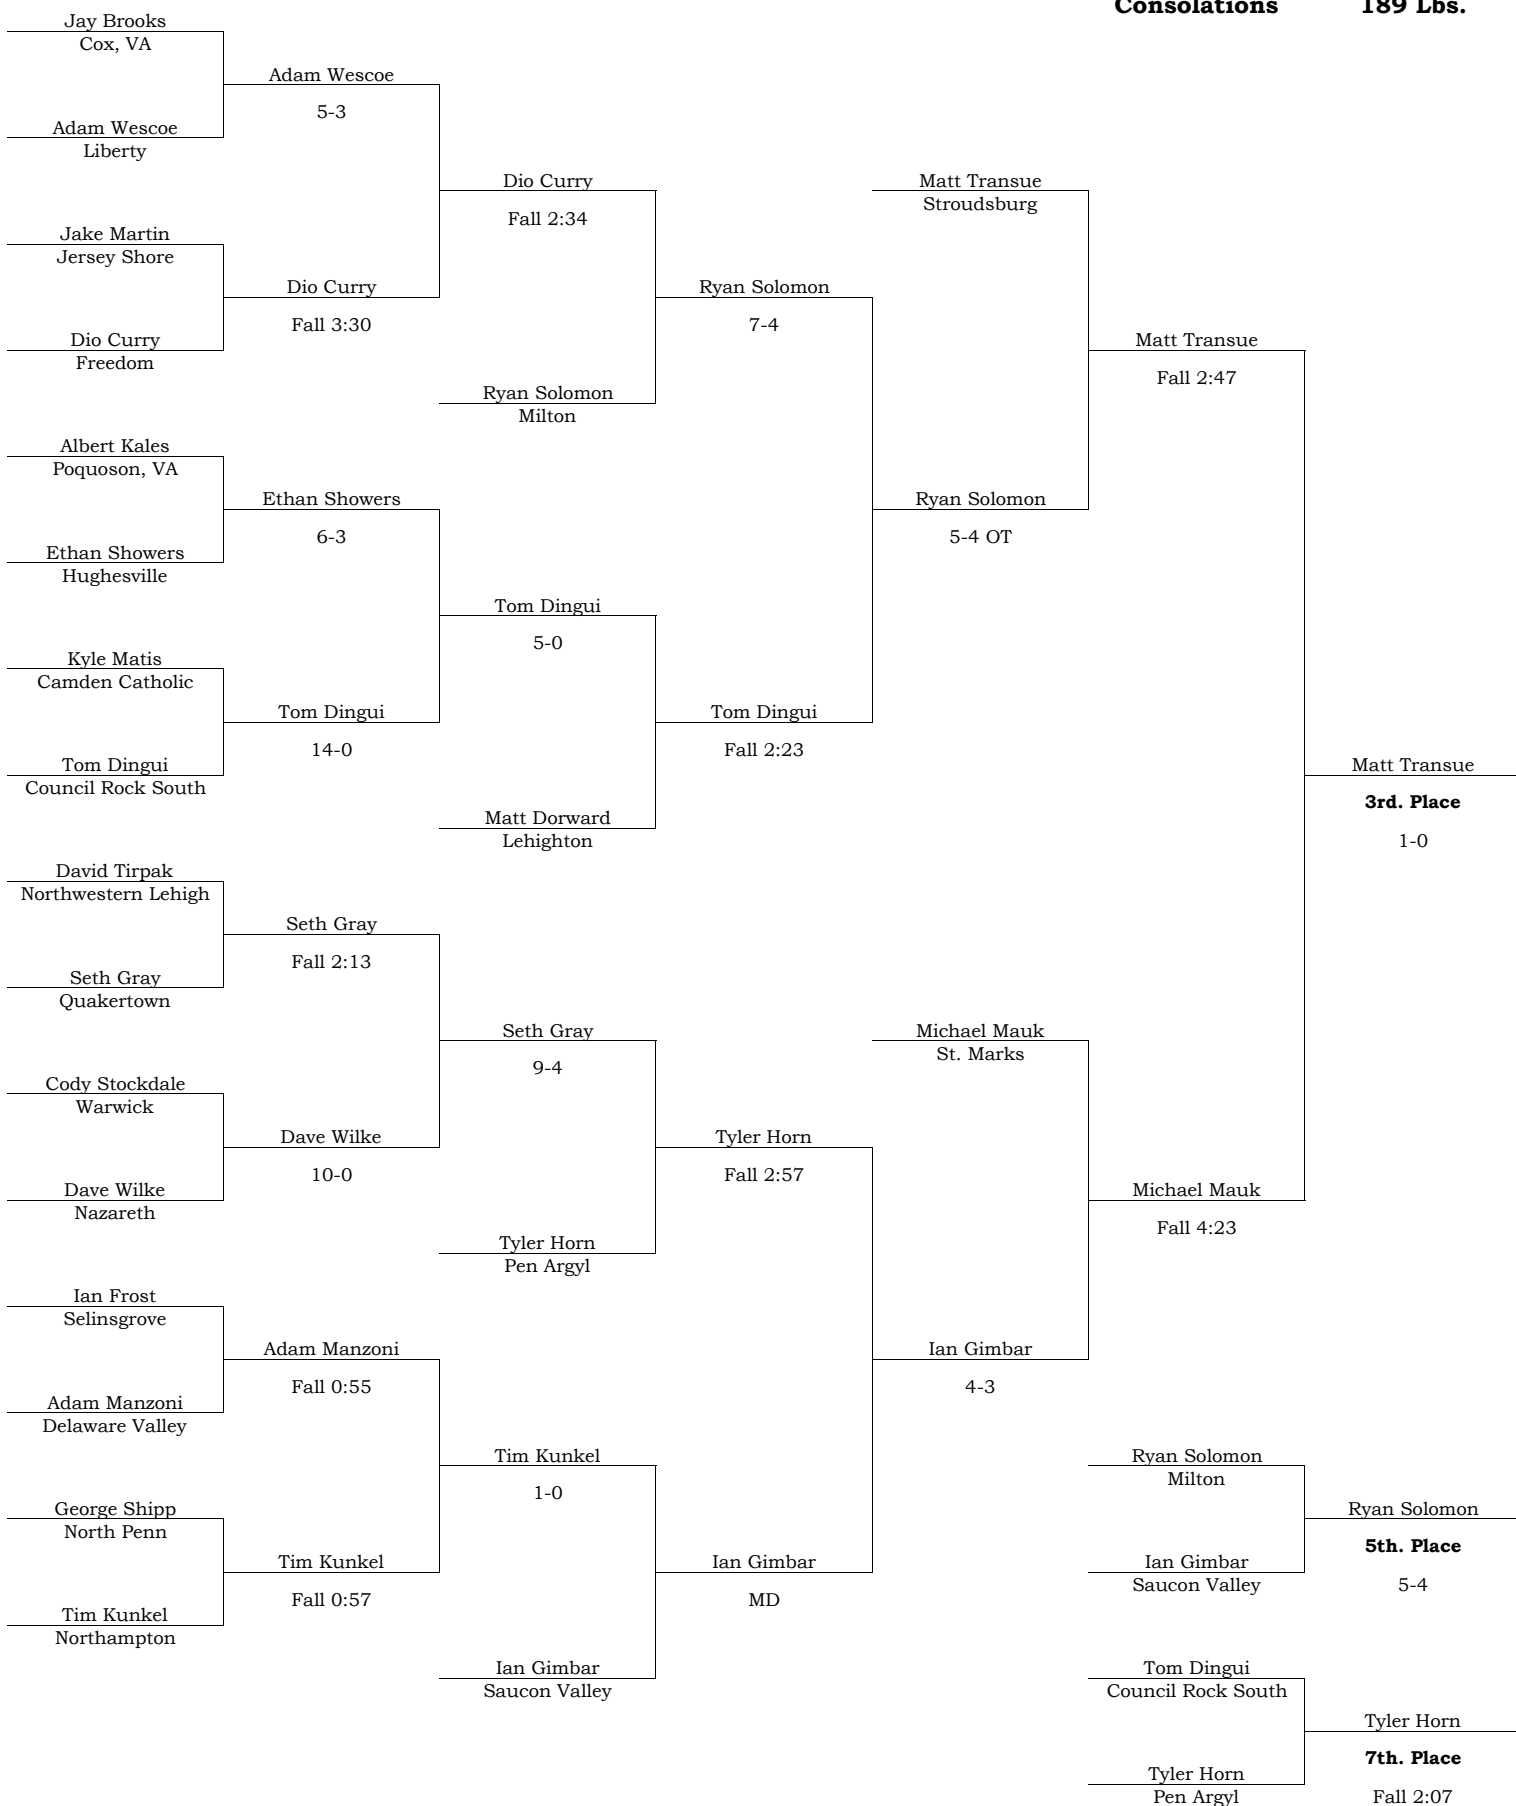 Consolations 189 Lbs.
Jay Brooks
Cox, VA
Adam Wescoe
5-3
Adam Wescoe
Liberty
Dio Curry
Fall 2:34
Matt Transue
Stroudsburg
Jake Martin
Jersey Shore
Dio Curry
Fall 3:30
Ryan Solomon
7-4
Dio Curry
Freedom
Matt Transue
Fall 2:47
Ryan Solomon
Milton
Albert Kales
Poquoson, VA
Ethan Showers
6-3
Ryan Solomon
5-4 OT
Ethan Showers
Hughesville
Tom Dingui
5-0
Kyle Matis
Camden Catholic
Tom Dingui
14-0
Tom Dingui
Fall 2:23
Tom Dingui
Council Rock South
Matt Transue
3rd. Place
1-0
Matt Dorward
Lehighton
David Tirpak
Northwestern Lehigh
Seth Gray
Fall 2:13
Seth Gray
Quakertown
Seth Gray
9-4
Michael Mauk
St. Marks
Cody Stockdale
Warwick
Dave Wilke
10-0
Tyler Horn
Fall 2:57
Dave Wilke
Nazareth
Michael Mauk
Fall 4:23
Tyler Horn
Pen Argyl
Ian Frost
Selinsgrove
Adam Manzoni
Fall 0:55
Ian Gimbar
4-3
Adam Manzoni
Delaware Valley
Tim Kunkel
1-0
Ryan Solomon
Milton
George Shipp
North Penn
Ryan Solomon
5th. Place
5-4
Tim Kunkel
Fall 0:57
Ian Gimbar
MD
Ian Gimbar
Saucon Valley
Tim Kunkel
Northampton
Ian Gimbar
Saucon Valley
Tom Dingui
Council Rock South
Tyler Horn
7th. Place
Fall 2:07
Tyler Horn
Pen Argyl